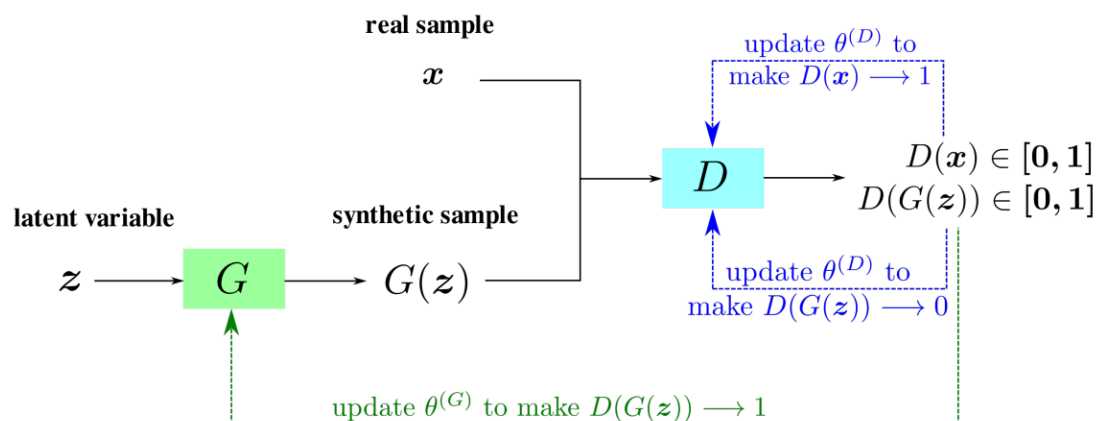 real sample
x
update θ^(D) to
make D(x) ⟶ 1
D
D(x) ∈ [0, 1]
D(G(z)) ∈ [0, 1]
latent variable
synthetic sample
z
G
G(z)
update θ^(D) to
make D(G(z)) ⟶ 0
update θ^(G) to make D(G(z)) ⟶ 1